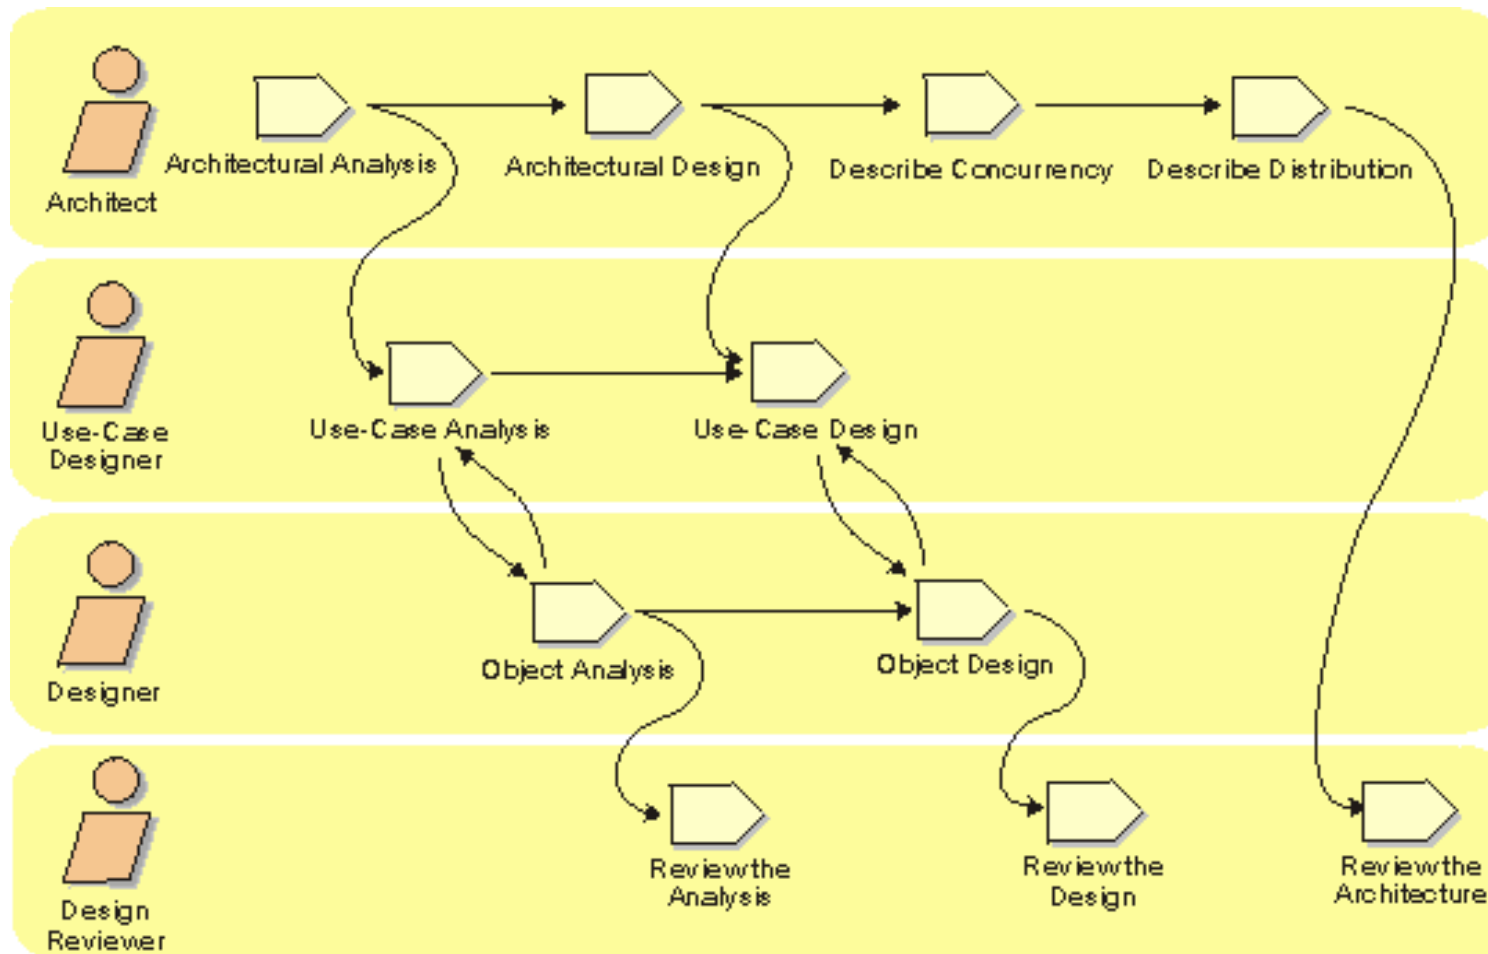 Architectural Analysis
Architectural Design
Describe Concurrency
Describe Distribution
Architect
Use-Case
Designer
Use-Case Analysis
Use-Case Design
Designer
Object Analysis
Object Design
Design
Reviewer
Review the
Analysis
Review the
Design
Review the
Architecture